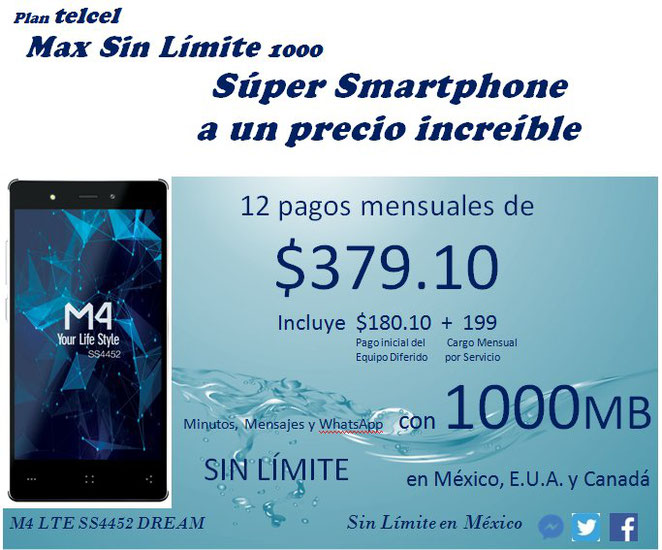 Plan telcel
Max Sin Límite 1000
Súper Smartphone
a un precio increíble
12 pagos mensuales de
$379.10
Incluye $180.10 + 199
Pago inicial del Cargo Mensual
Equipo Diferido por Servicio
M4
Your Life Style
SS4452
Minutos, Mensajes y WhatsApp con 1000MB
SIN LÍMITE en México, E.U.A. y Canadá
M4 LTE SS4452 DREAM Sin Límite en México